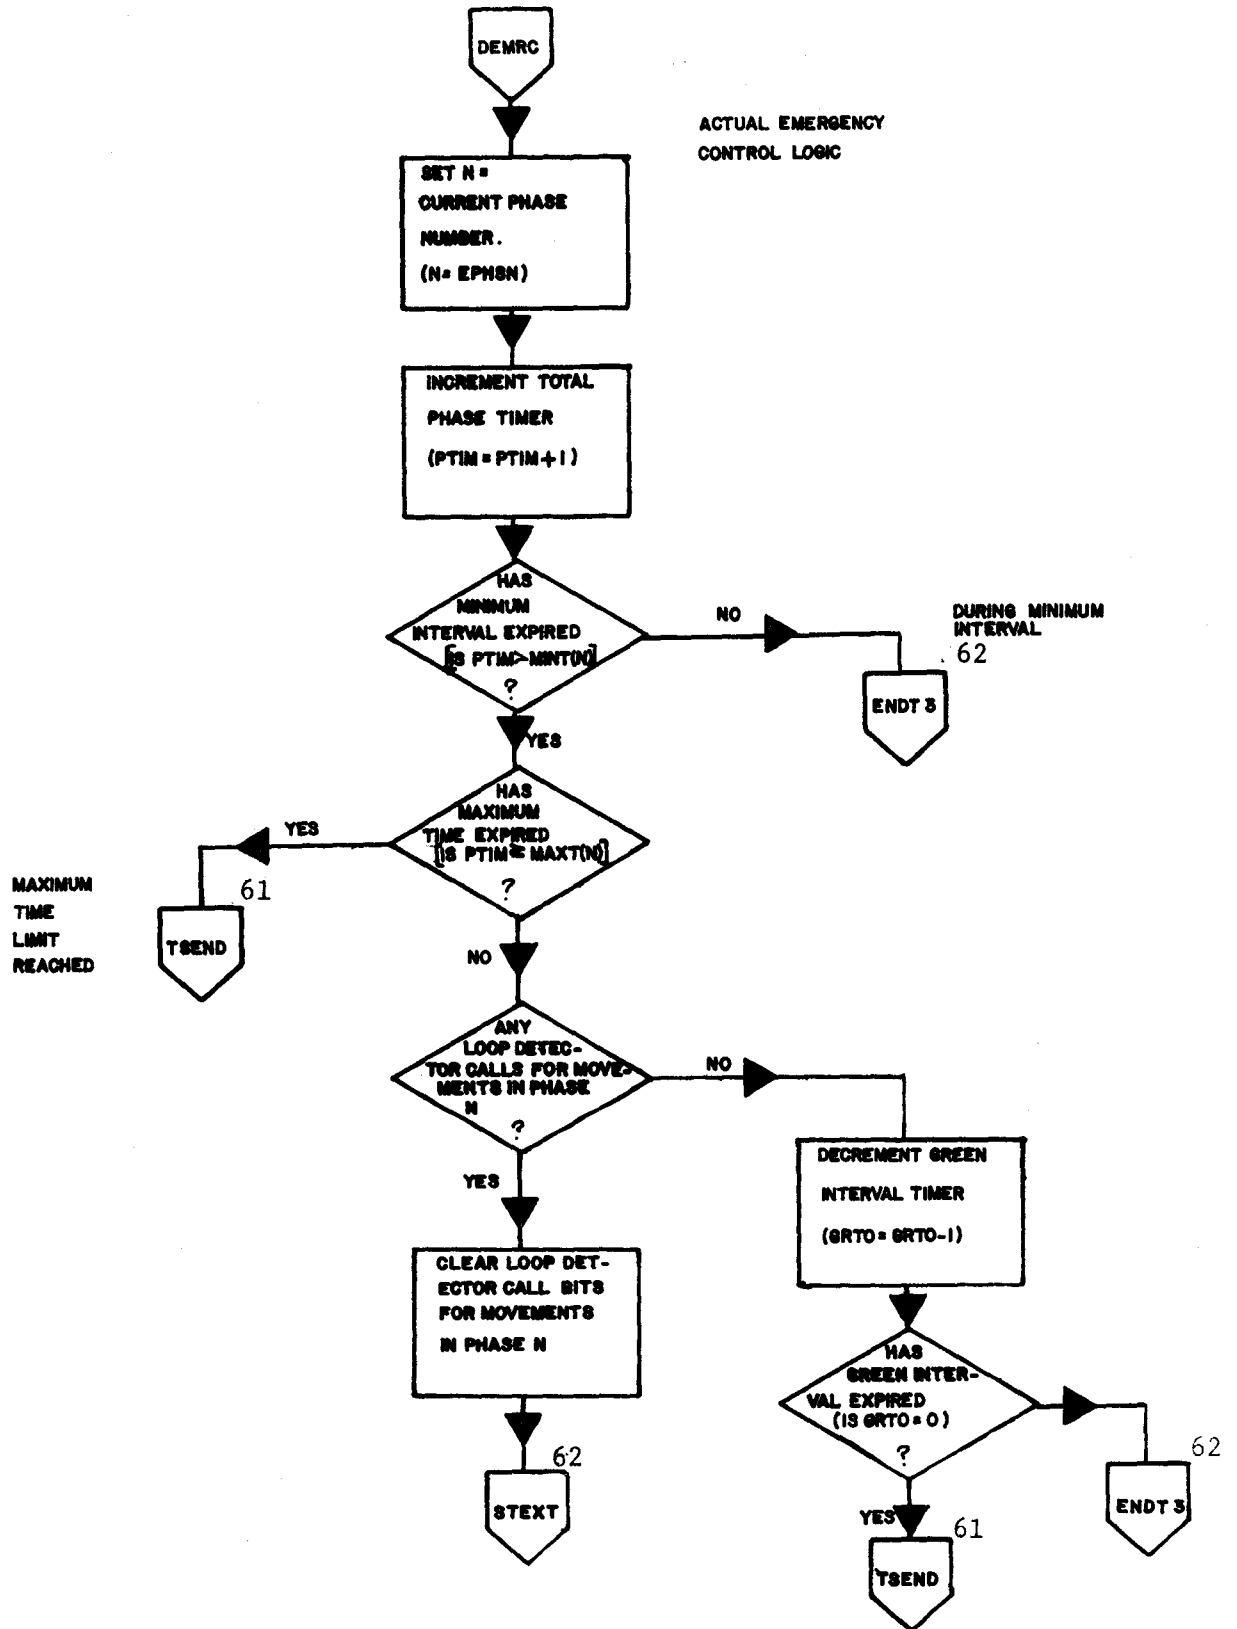 DEMRC
ACTUAL EMERGENCY
CONTROL LOGIC
SET N =
CURRENT PHASE
NUMBER.
(N= EPHSN)
INCREMENT TOTAL
PHASE TIMER
(PTIM = PTIM + 1)
HAS
MINIMUM
INTERVAL EXPIRED
[IS PTIM > MINT(N)]
?
NO
DURING MINIMUM
INTERVAL
62
ENDT 3
YES
HAS
MAXIMUM
TIME EXPIRED
[IS PTIM ≥ MAXT(N)]
?
YES
MAXIMUM
TIME
LIMIT
REACHED
61
TSEND
NO
ANY
LOOP DETEC-
TOR CALLS FOR MOVE-
MENTS IN PHASE
N
?
NO
DECREMENT GREEN
INTERVAL TIMER
(GRTO = GRTO-1)
YES
CLEAR LOOP DET-
ECTOR CALL BITS
FOR MOVEMENTS
IN PHASE N
HAS
GREEN INTER-
VAL EXPIRED
(IS GRTO = 0)
?
62
STEXT
62
ENDT 3
YES
61
TSEND